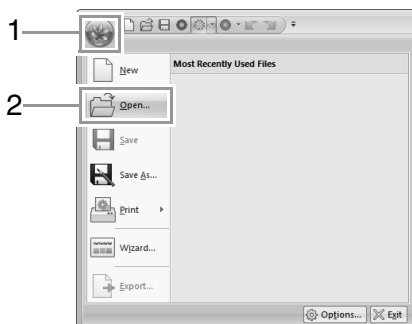 1
2
New
Most Recently Used Files
Open...
Save
Save As...
Print
Wizard...
Export...
Options...
Exit